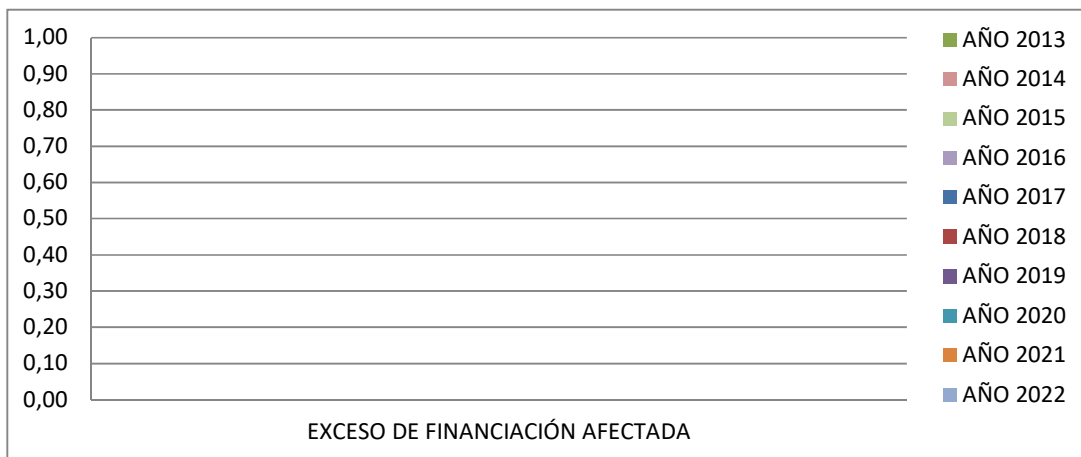 1,00
0,90
0,80
0,70
0,60
0,50
0,40
0,30
0,20
0,10
0,00
EXCESO DE FINANCIACIÓN AFECTADA
AÑO 2013
AÑO 2014
AÑO 2015
AÑO 2016
AÑO 2017
AÑO 2018
AÑO 2019
AÑO 2020
AÑO 2021
AÑO 2022